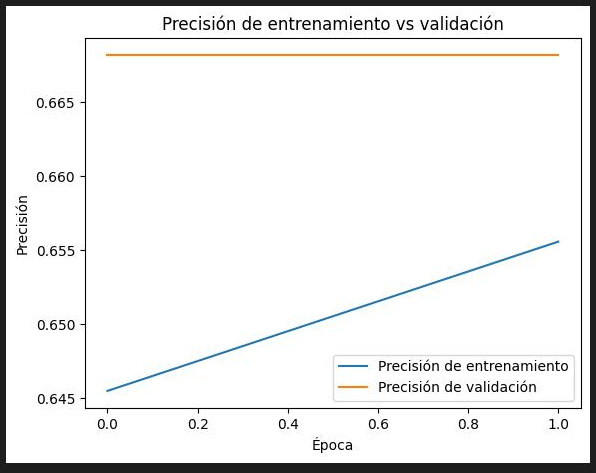 Precisión de entrenamiento vs validación
Precisión
0.665
0.660
0.655
0.650
0.645
Precisión de entrenamiento
Precisión de validación
0.0 0.2 0.4 0.6 0.8 1.0
Época